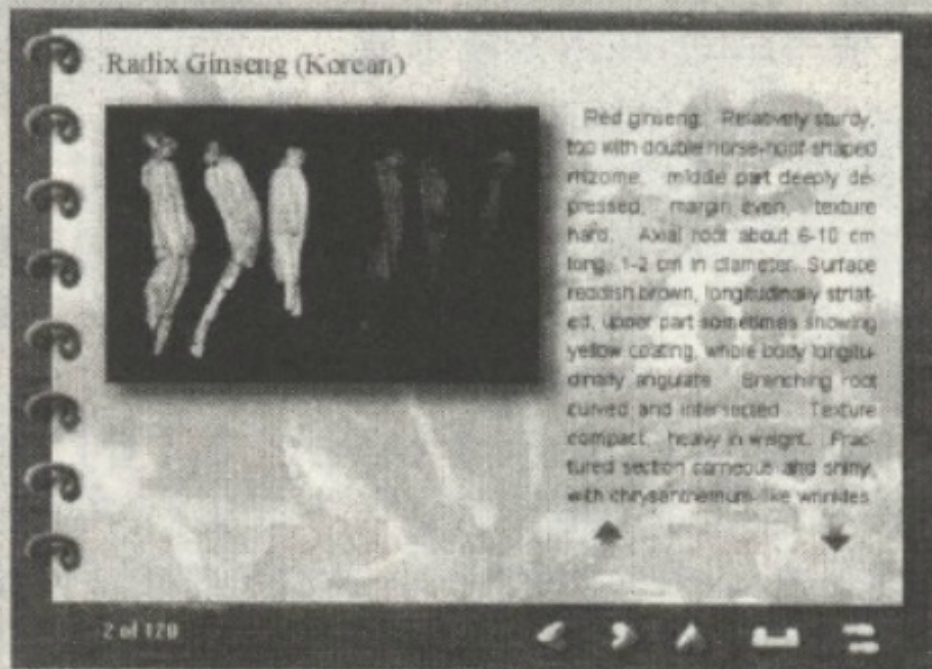 Radix Ginseng (Korean)
Red ginseng: Relatively sturdy,
top with double horse-hoof-shaped
rhizome, middle part deeply de-
pressed, margin even, texture
hard. Axial root about 6-10 cm
long, 1-2 cm in diameter. Surface
reddish brown, longitudinally striat-
ed, upper part sometimes showing
yellow coating, whole body longitu-
dinally angulate. Branching root
curved and intersected. Texture
compact, heavy in weight. Frac-
tured section corneous and shiny,
with chrysanthemum-like wrinkles
2 of 120